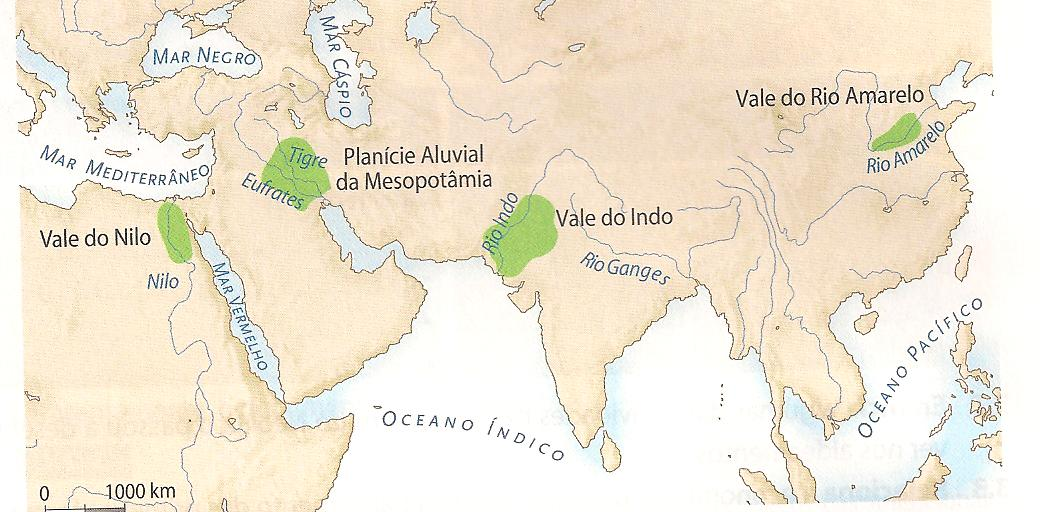 MAR NEGRO
MAR CÁSPIO
Vale do Rio Amarelo
Rio Amarelo
MAR MEDITERRÂNEO
Tigre
Eufrates
Planície Aluvial
da Mesopotâmia
Vale do Nilo
Nilo
MAR VERMELHO
Rio Indo
Vale do Indo
Rio Ganges
OCEANO ÍNDICO
OCEANO PACÍFICO
0 1000 km